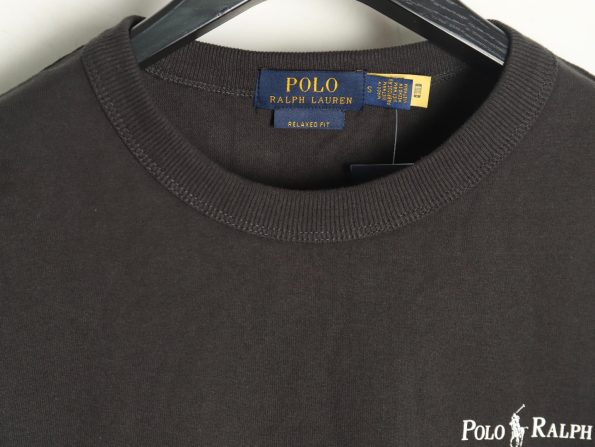 POLO
RALPH LAUREN
RELAXED FIT
S
POLO RALPH